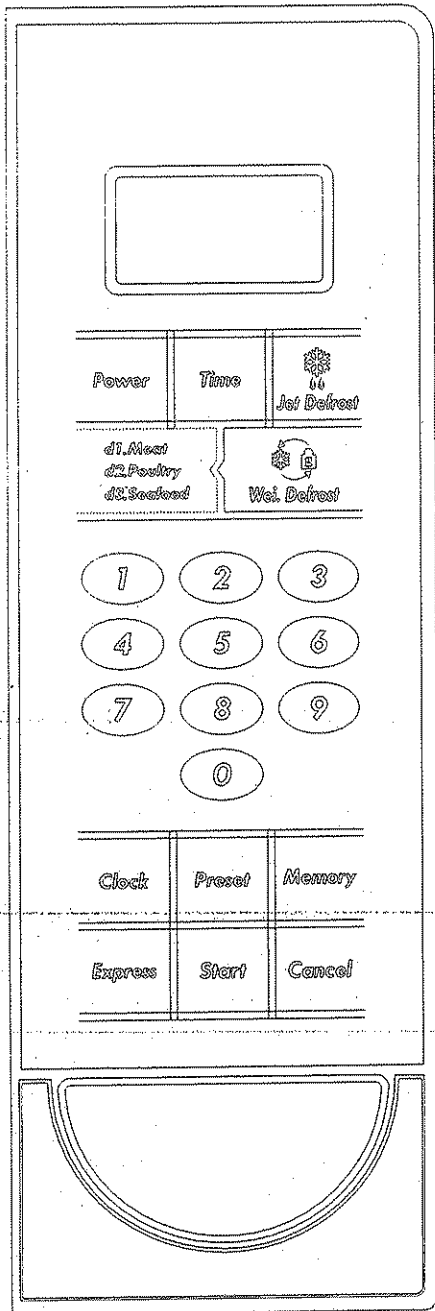 Power
Time
Jet Defrost
d1.Meat
d2.Poultry
d3.Seafood
Wei. Defrost
1
2
3
4
5
6
7
8
9
0
Clock
Preset
Memory
Express
Start
Cancel